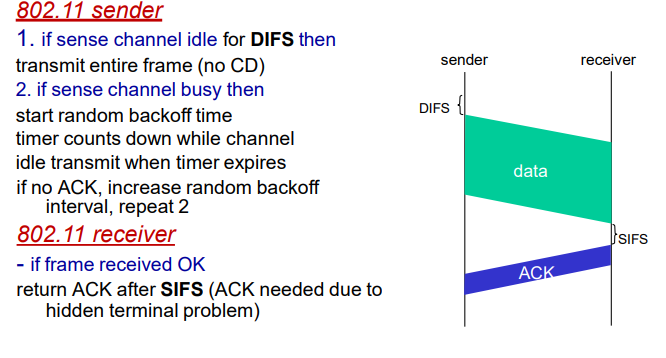 802.11 sender
1. if sense channel idle for DIFS then
transmit entire frame (no CD)
2. if sense channel busy then
start random backoff time
timer counts down while channel
idle transmit when timer expires
if no ACK, increase random backoff
interval, repeat 2
802.11 receiver
- if frame received OK
return ACK after SIFS (ACK needed due to
hidden terminal problem)
sender
receiver
DIFS {
data
}SIFS
ACK